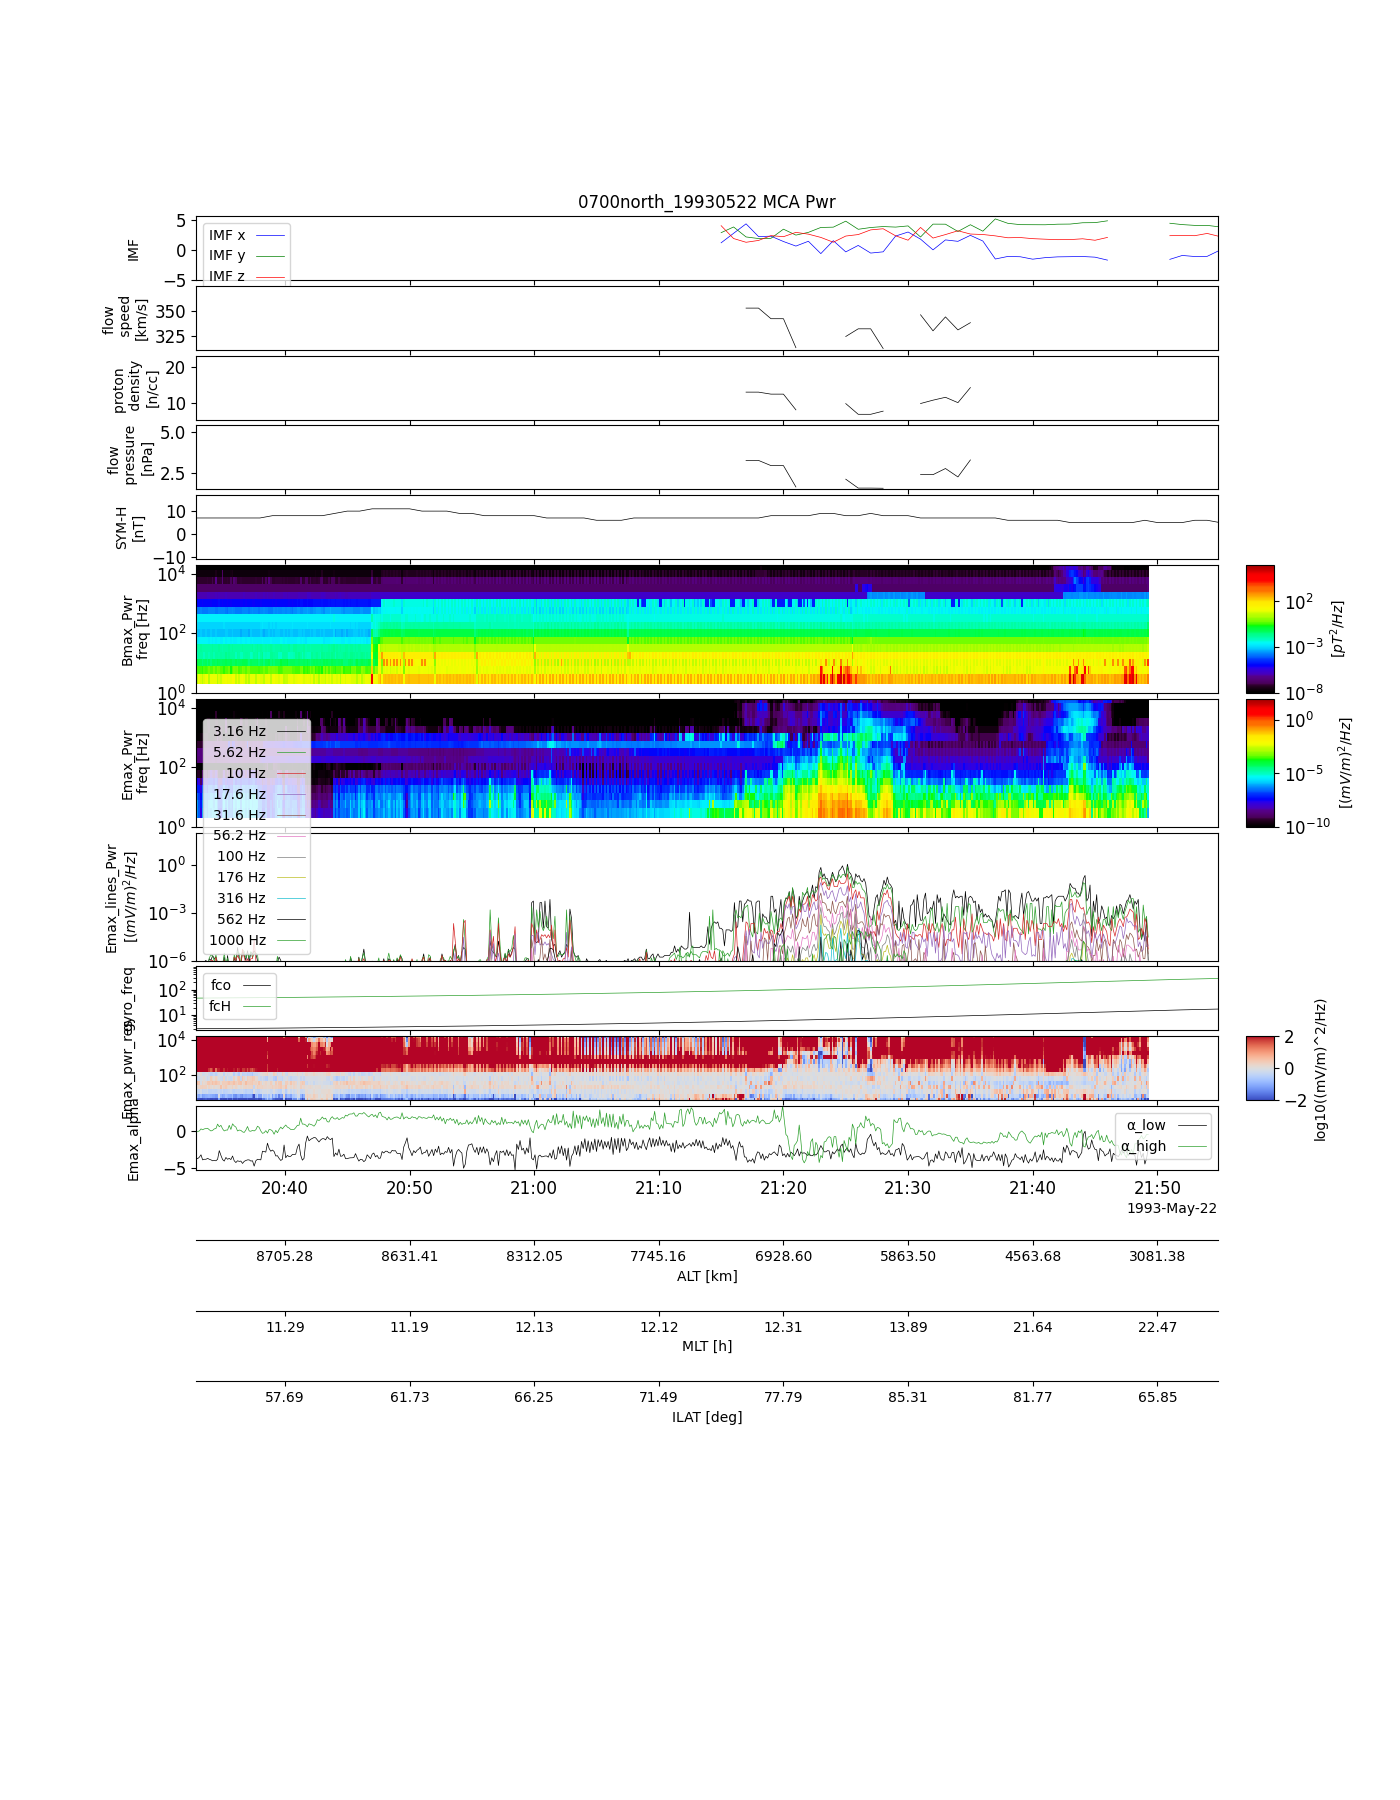 0700north_19930522 MCA Pwr
IMF
5
0
−5
IMF x
IMF y
IMF z
flow
speed
[km/s]
350
325
proton
density
[n/cc]
20
10
flow
pressure
[nPa]
5.0
2.5
SYM-H
[nT]
10
0
−10
Bmax_Pwr
freq [Hz]
10^4
10^2
10^0
10^2
10^−3
10^−8
[pT^2/Hz]
Emax_Pwr
freq [Hz]
10^4
10^2
10^0
10^0
10^−5
10^−10
[(mV/m)^2/Hz]
3.16 Hz
5.62 Hz
10 Hz
17.6 Hz
31.6 Hz
56.2 Hz
100 Hz
176 Hz
316 Hz
562 Hz
1000 Hz
Emax_lines_Pwr
[(mV/m)^2/Hz]
10^0
10^−3
10^−6
10^2
10^1
fco
fcH
10^4
10^2
2
0
−2
log10((mV/m)^2/Hz)
Emax_alpha
0
−5
α_low
α_high
20:40 20:50 21:00 21:10 21:20 21:30 21:40 21:50
1993-May-22
8705.28 8631.41 8312.05 7745.16 6928.60 5863.50 4563.68 3081.38
ALT [km]
11.29 11.19 12.13 12.12 12.31 13.89 21.64 22.47
MLT [h]
57.69 61.73 66.25 71.49 77.79 85.31 81.77 65.85
ILAT [deg]